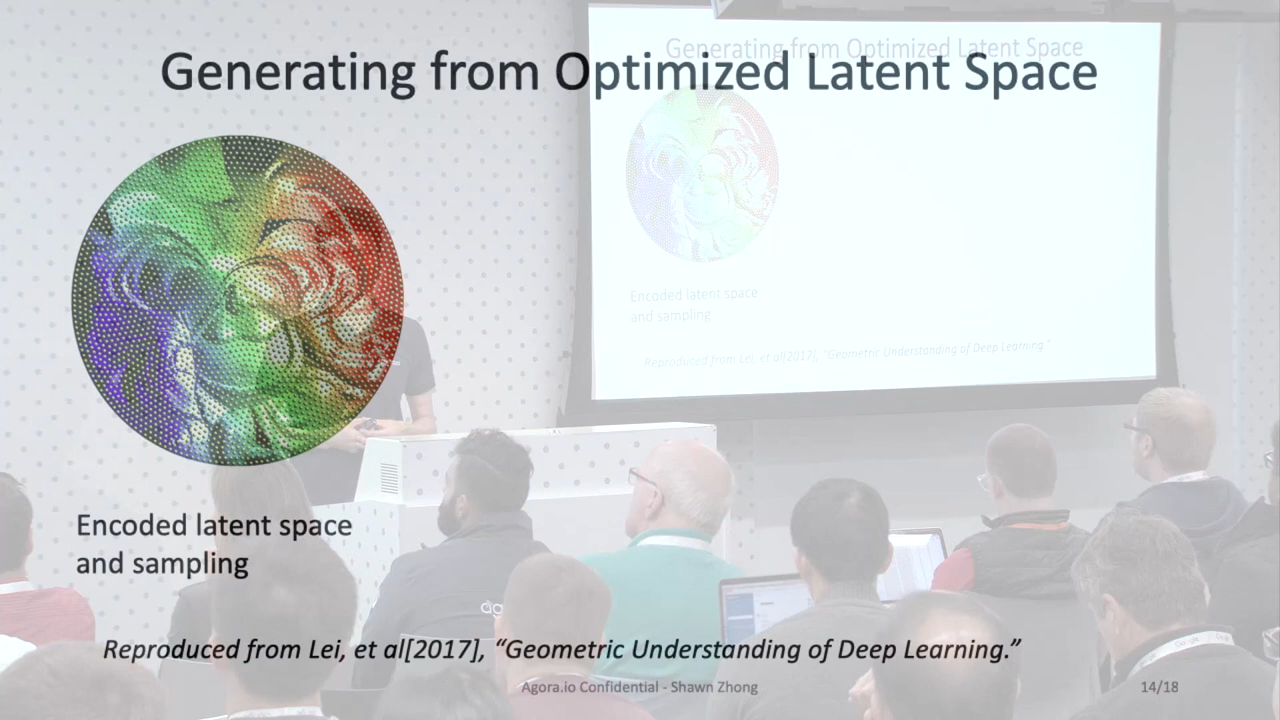 Generating from Optimized Latent Space
Generating from Optimized Latent Space
Encoded latent space
and sampling
Reproduced from Lei, et al[2017], "Geometric Understanding of Deep Learning."
Encoded latent space
and sampling
Reproduced from Lei, et al[2017], “Geometric Understanding of Deep Learning.”
Agora.io Confidential - Shawn Zhong
14/18